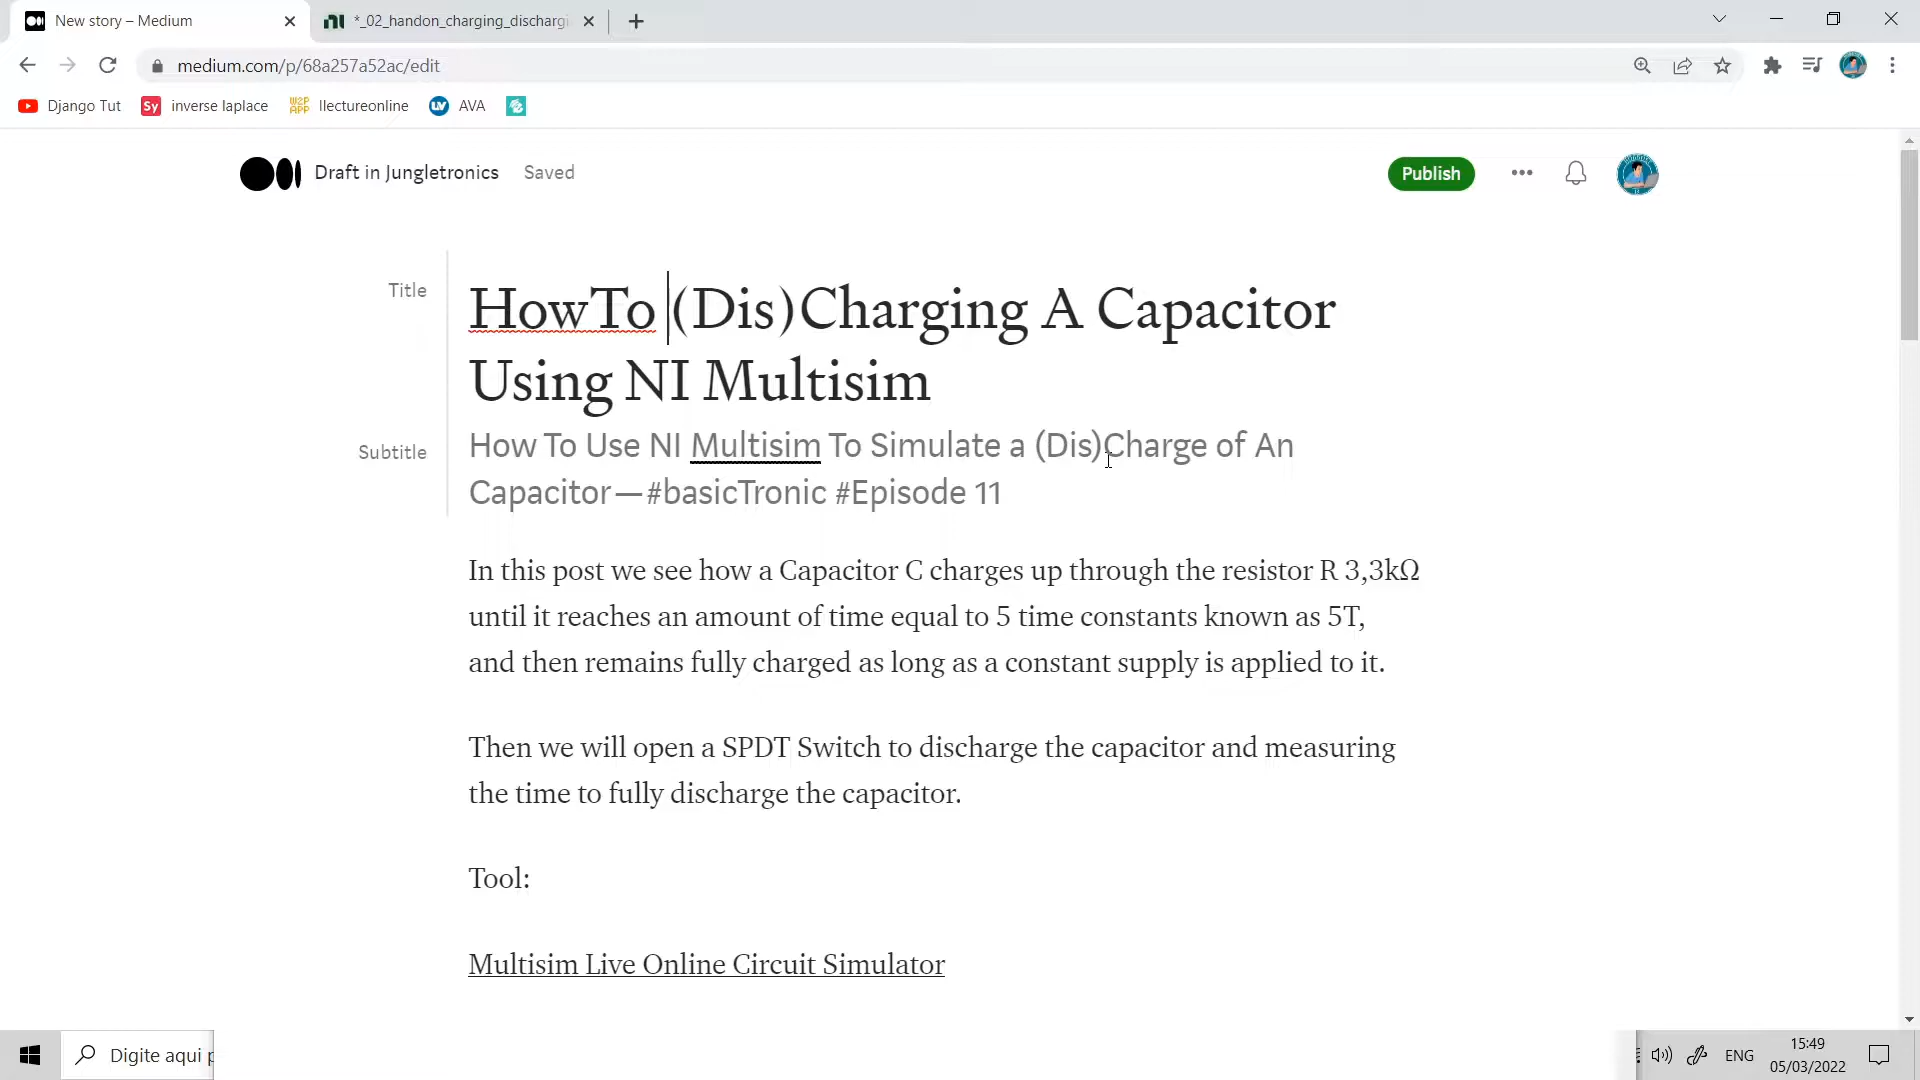 New story – Medium
*_02_handon_charging_dischargi
medium.com/p/68a257a52ac/edit
Django Tut
Sy
inverse laplace
W2P
APP
llectureonline
UV
AVA
Draft in Jungletronics
Saved
Publish
Title
HowTo (Dis)Charging A Capacitor
Using NI Multisim
Subtitle
How To Use NI Multisim To Simulate a (Dis)Charge of An
Capacitor — #basicTronic #Episode 11
In this post we see how a Capacitor C charges up through the resistor R 3,3kΩ
until it reaches an amount of time equal to 5 time constants known as 5T,
and then remains fully charged as long as a constant supply is applied to it.
Then we will open a SPDT Switch to discharge the capacitor and measuring
the time to fully discharge the capacitor.
Tool:
Multisim Live Online Circuit Simulator
Digite aqui p
ENG
15:49
05/03/2022